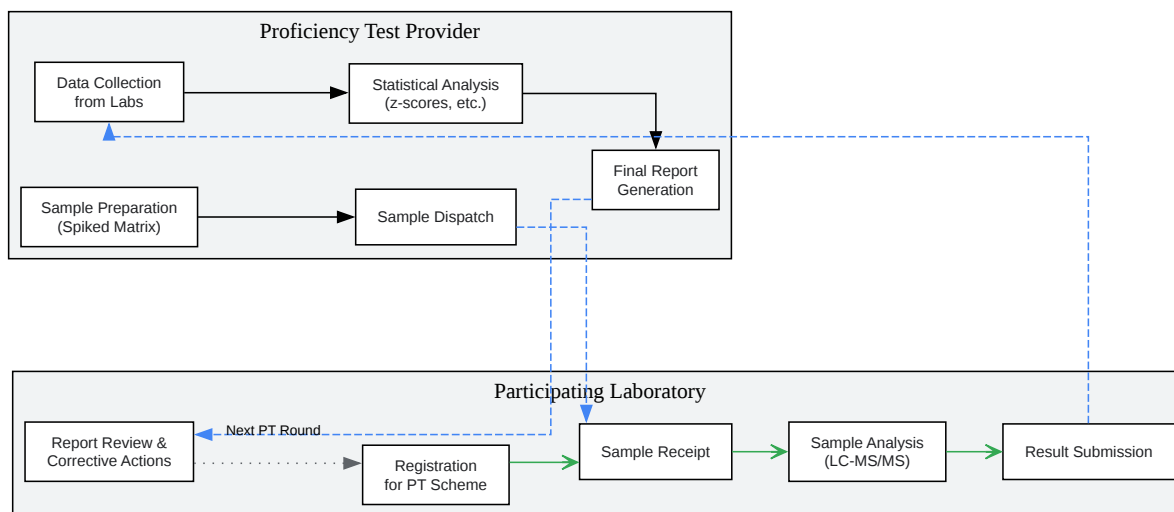 Proficiency Test Provider
Data Collection
from Labs
Statistical Analysis
(z-scores, etc.)
Final Report
Generation
Sample Preparation
(Spiked Matrix)
Sample Dispatch
Participating Laboratory
Next PT Round
Report Review &
Corrective Actions
Registration
for PT Scheme
Sample Receipt
Sample Analysis
(LC-MS/MS)
Result Submission